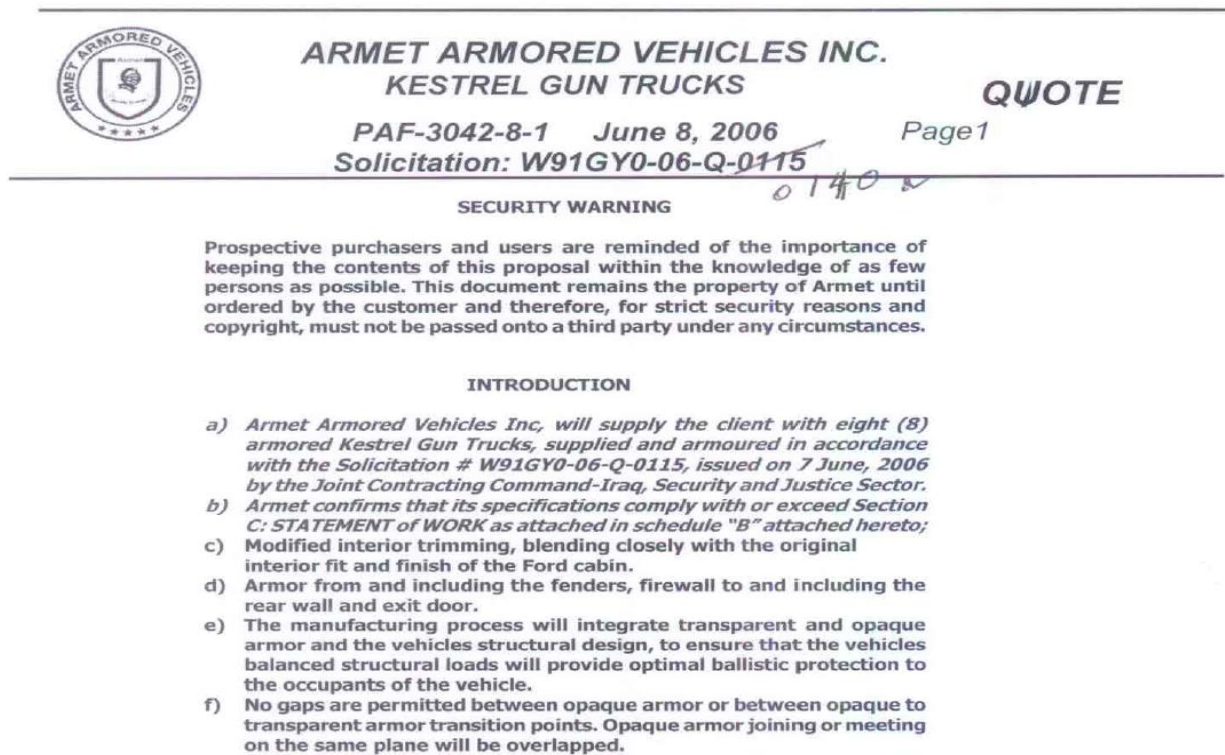 ARMET ARMORED VEHICLES
ARMET ARMORED VEHICLES INC.
KESTREL GUN TRUCKS
QUOTE
PAF-3042-8-1 June 8, 2006 Page1
Solicitation: W91GY0-06-Q-0115
0140
SECURITY WARNING
Prospective purchasers and users are reminded of the importance of
keeping the contents of this proposal within the knowledge of as few
persons as possible. This document remains the property of Armet until
ordered by the customer and therefore, for strict security reasons and
copyright, must not be passed onto a third party under any circumstances.
INTRODUCTION
a) Armet Armored Vehicles Inc, will supply the client with eight (8)
armored Kestrel Gun Trucks, supplied and armoured in accordance
with the Solicitation # W91GY0-06-Q-0115, issued on 7 June, 2006
by the Joint Contracting Command-Iraq, Security and Justice Sector.
b) Armet confirms that its specifications comply with or exceed Section
C: STATEMENT of WORK as attached in schedule "B" attached hereto;
c) Modified interior trimming, blending closely with the original
interior fit and finish of the Ford cabin.
d) Armor from and including the fenders, firewall to and including the
rear wall and exit door.
e) The manufacturing process will integrate transparent and opaque
armor and the vehicles structural design, to ensure that the vehicles
balanced structural loads will provide optimal ballistic protection to
the occupants of the vehicle.
f) No gaps are permitted between opaque armor or between opaque to
transparent armor transition points. Opaque armor joining or meeting
on the same plane will be overlapped.